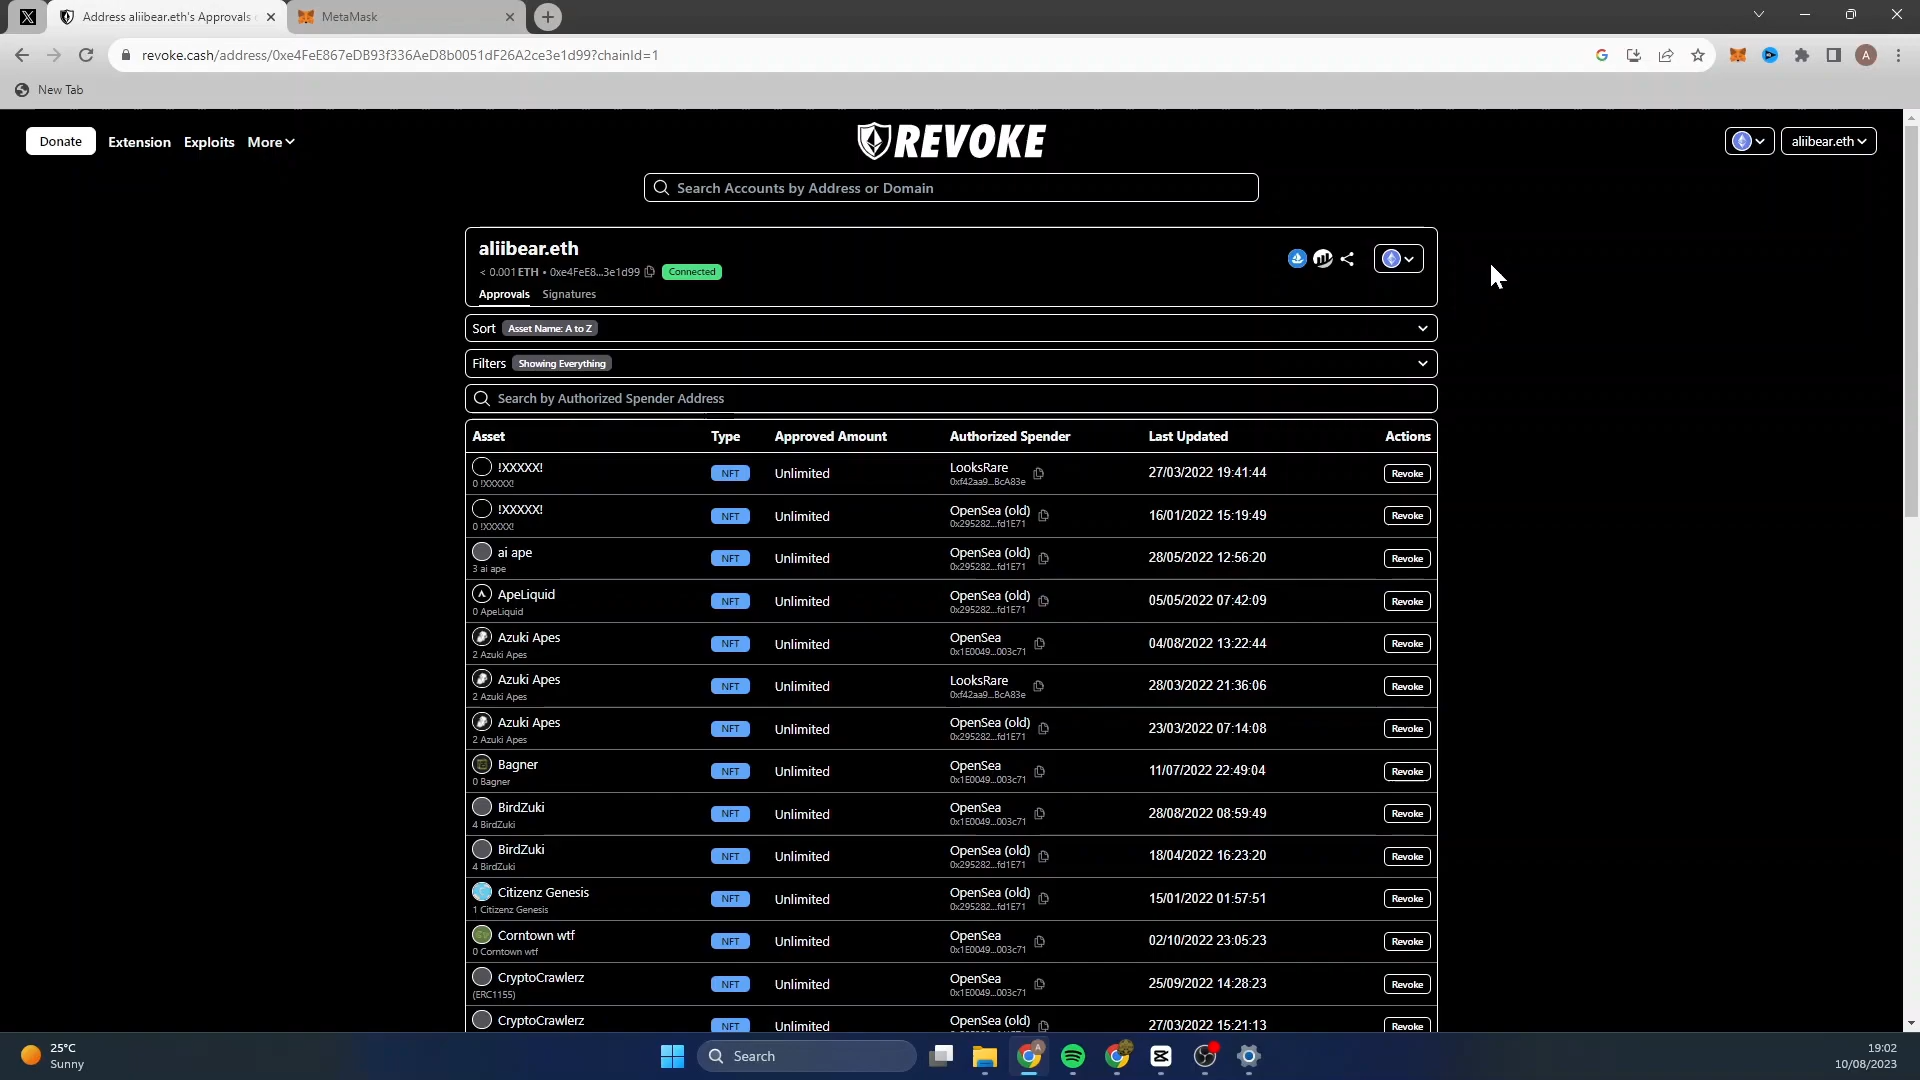 Address aliibear.eth's Approvals
MetaMask
revoke.cash/address/0xe4FeE867eDB93f336AeD8b0051dF26A2ce3e1d99?chainId=1
A
New Tab
Donate
Extension
Exploits
More
REVOKE
aliibear.eth
Search Accounts by Address or Domain
aliibear.eth
< 0.001 ETH • 0xe4FeE8...3e1d99
Connected
Approvals
Signatures
Sort
Asset Name: A to Z
Filters
Showing Everything
Search by Authorized Spender Address
Asset Type Approved Amount Authorized Spender Last Updated Actions
!XXXXX! NFT Unlimited LooksRare 27/03/2022 19:41:44 Revoke
0 !XXXXX! 0xf42aa9...BcA83e
!XXXXX! NFT Unlimited OpenSea (old) 16/01/2022 15:19:49 Revoke
0 !XXXXX! 0x295282...fd1E71
ai ape NFT Unlimited OpenSea (old) 28/05/2022 12:56:20 Revoke
3 ai ape 0x295282...fd1E71
ApeLiquid NFT Unlimited OpenSea (old) 05/05/2022 07:42:09 Revoke
0 ApeLiquid 0x295282...fd1E71
Azuki Apes NFT Unlimited OpenSea 04/08/2022 13:22:44 Revoke
2 Azuki Apes 0x1E0049...003c71
Azuki Apes NFT Unlimited LooksRare 28/03/2022 21:36:06 Revoke
2 Azuki Apes 0xf42aa9...BcA83e
Azuki Apes NFT Unlimited OpenSea (old) 23/03/2022 07:14:08 Revoke
2 Azuki Apes 0x295282...fd1E71
Bagner NFT Unlimited OpenSea 11/07/2022 22:49:04 Revoke
0 Bagner 0x1E0049...003c71
BirdZuki NFT Unlimited OpenSea 28/08/2022 08:59:49 Revoke
4 BirdZuki 0x1E0049...003c71
BirdZuki NFT Unlimited OpenSea (old) 18/04/2022 16:23:20 Revoke
4 BirdZuki 0x295282...fd1E71
Citizenz Genesis NFT Unlimited OpenSea (old) 15/01/2022 01:57:51 Revoke
1 Citizenz Genesis 0x295282...fd1E71
Corntown wtf NFT Unlimited OpenSea 02/10/2022 23:05:23 Revoke
0 Corntown wtf 0x1E0049...003c71
CryptoCrawlerz NFT Unlimited OpenSea 25/09/2022 14:28:23 Revoke
(ERC1155) 0x1E0049...003c71
CryptoCrawlerz NFT Unlimited OpenSea (old) 27/03/2022 15:21:13 Revoke
25°C
Sunny
Search
A
19:02
10/08/2023